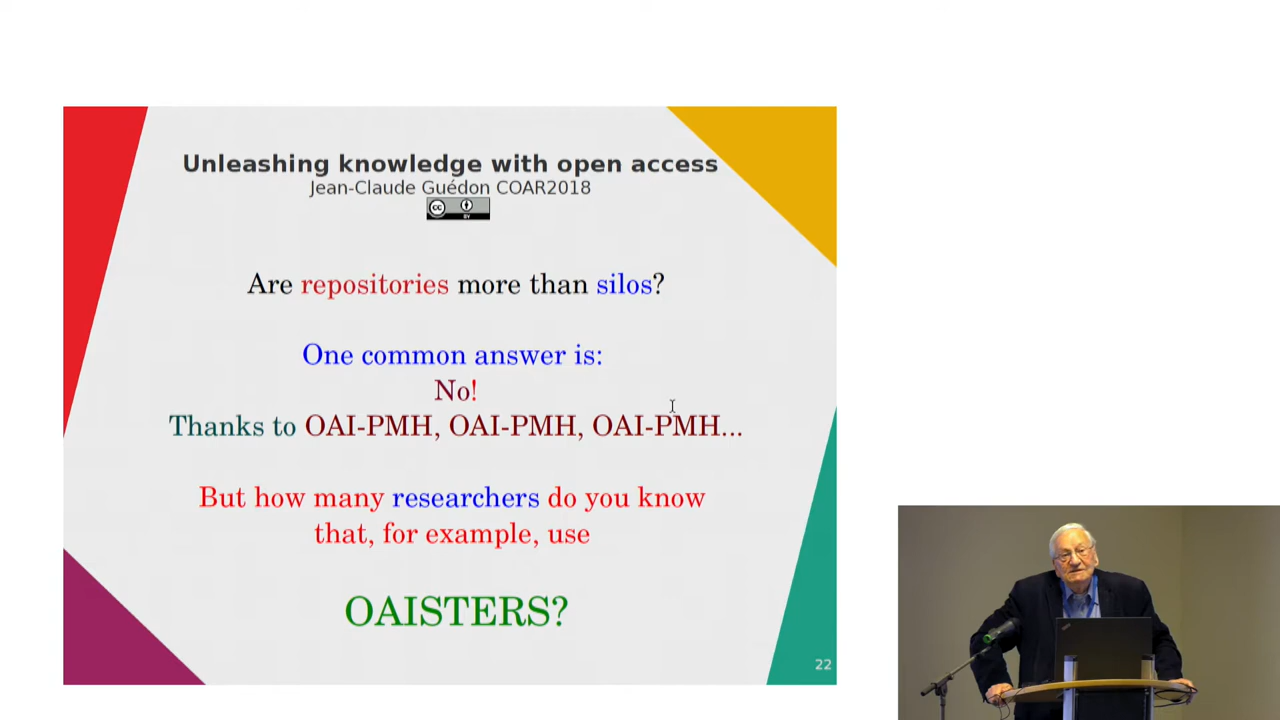 Unleashing knowledge with open access
Jean-Claude Guédon COAR2018
cc
BY
Are repositories more than silos?
One common answer is:
No!
Thanks to OAI-PMH, OAI-PMH, OAI-PMH...
But how many researchers do you know
that, for example, use
OAISTERS?
22